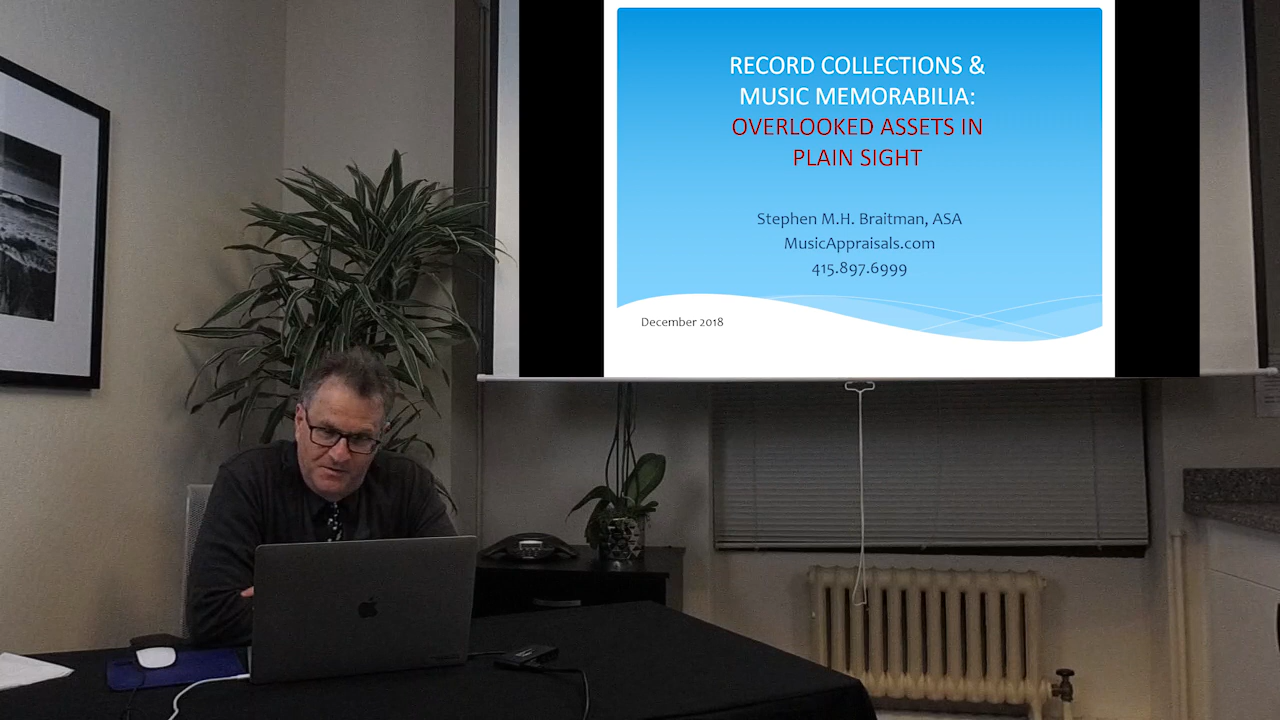 RECORD COLLECTIONS &
MUSIC MEMORABILIA:
OVERLOOKED ASSETS IN
PLAIN SIGHT
Stephen M.H. Braitman, ASA
MusicAppraisals.com
415.897.6999
December 2018